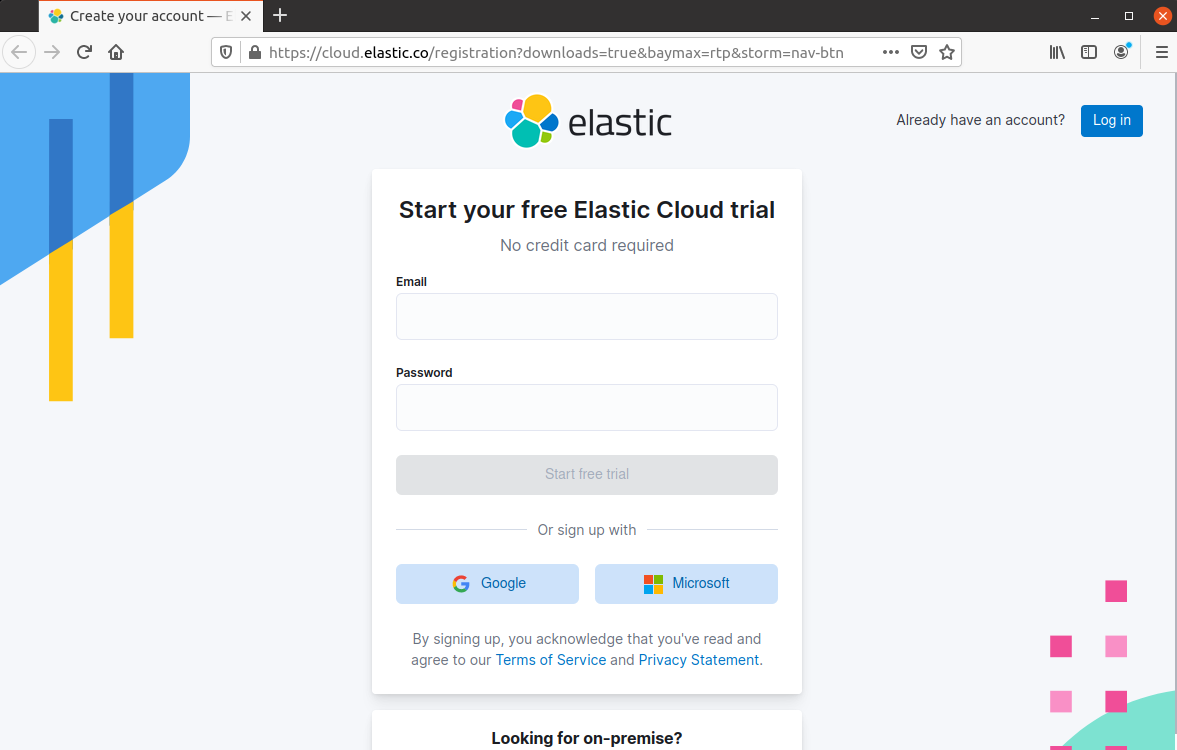 Create your account — E
https://cloud.elastic.co/registration?downloads=true&baymax=rtp&storm=nav-btn
elastic
Already have an account?
Log in
Start your free Elastic Cloud trial
No credit card required
Email
Password
Start free trial
Or sign up with
Google
Microsoft
By signing up, you acknowledge that you've read and
agree to our Terms of Service and Privacy Statement.
Looking for on-premise?